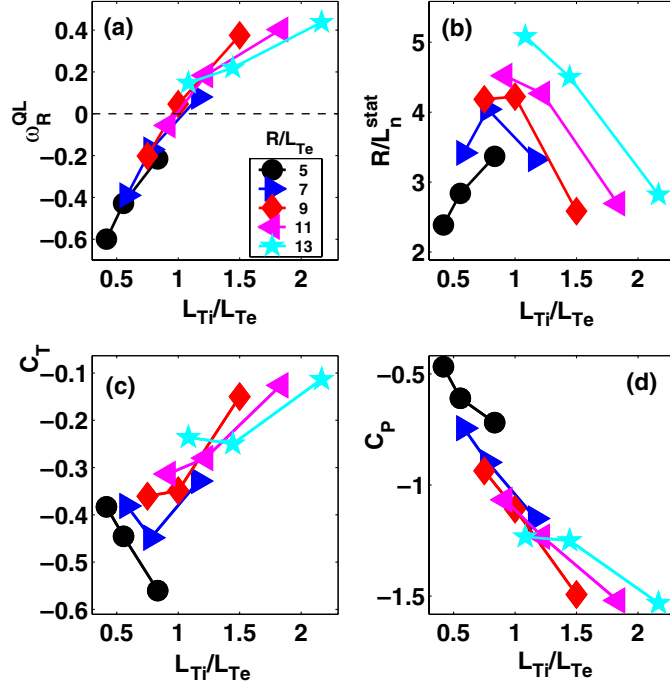 (a)
0.4
0.2
0
−0.2
−0.4
−0.6
ω_R^QL
R/L_Te
5
7
9
11
13
0.5 1 1.5 2
L_Ti/L_Te
(b)
5
4
3
2
R/L_n^stat
0.5 1 1.5 2
L_Ti/L_Te
C_T
(c)
−0.1
−0.2
−0.3
−0.4
−0.5
−0.6
0.5 1 1.5 2
L_Ti/L_Te
(d)
−0.5
−1
−1.5
C_P
0.5 1 1.5 2
L_Ti/L_Te